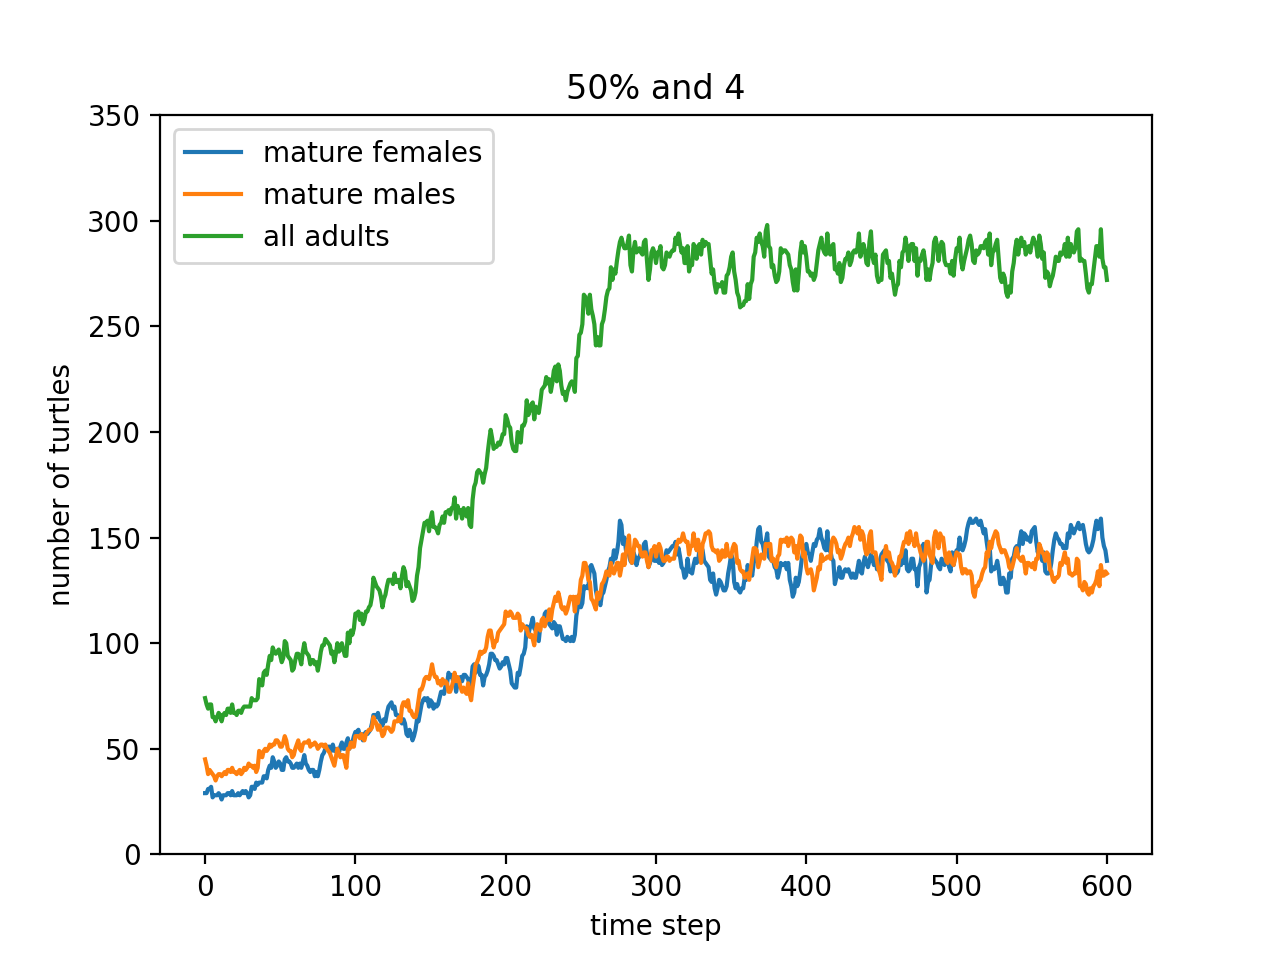 50% and 4
350
300
250
200
150
100
50
0
number of turtles
mature females
mature males
all adults
0 100 200 300 400 500 600
time step